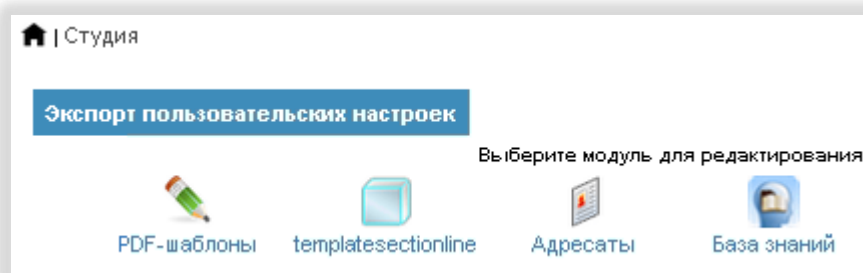 | Студия
Экспорт пользовательских настроек
Выберите модуль для редактирования
PDF-шаблоны templatesectionline Адресаты База знаний